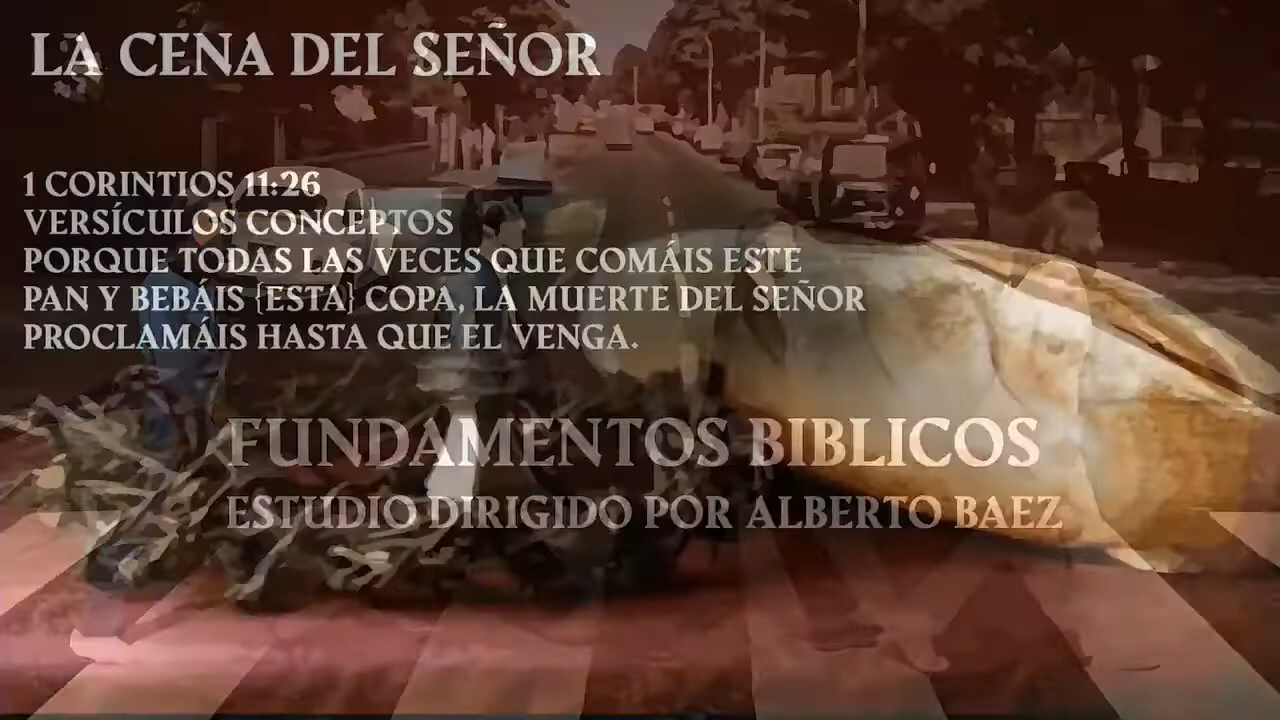 LA CENA DEL SEÑOR
1 CORINTIOS 11:26
VERSÍCULOS CONCEPTOS
PORQUE TODAS LAS VECES QUE COMÁIS ESTE
PAN Y BEBÁIS {ESTA} COPA, LA MUERTE DEL SEÑOR
PROCLAMÁIS HASTA QUE EL VENGA.
FUNDAMENTOS BIBLICOS
ESTUDIO DIRIGIDO POR ALBERTO BAEZ